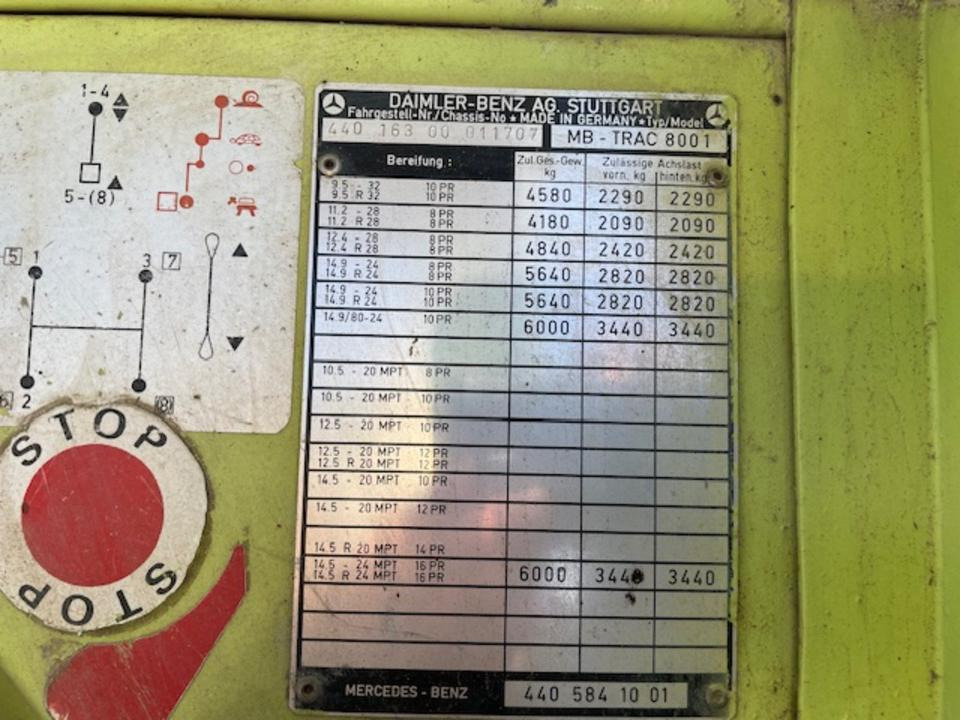 1-4
5-(8)
5 1
3 7
2
(8)
STOP
STOP
DAIMLER-BENZ AG. STUTTGART
Fahrgestell-Nr./Chassis-No ★ MADE IN GERMANY ★ Typ/Model
440 163 00 011707 MB-TRAC 8001
Bereifung: Zul.Ges.-Gew. kg Zulässige Achslast
vorn, kg hinten, kg
9.5 - 32 10 PR
9.5 R 32 10 PR 4580 2290 2290
11.2 - 28 8 PR
11.2 R 28 8 PR 4180 2090 2090
12.4 - 28 8 PR
12.4 R 28 8 PR 4840 2420 2420
14.9 - 24 8 PR
14.9 R 24 8 PR 5640 2820 2820
14.9 - 24 10 PR
14.9 R 24 10 PR 5640 2820 2820
14.9/80-24 10 PR 6000 3440 3440
10.5 - 20 MPT 8 PR
10.5 - 20 MPT 10 PR
12.5 - 20 MPT 10 PR
12.5 - 20 MPT 12 PR
12.5 R 20 MPT 12 PR
14.5 - 20 MPT 10 PR
14.5 - 20 MPT 12 PR
14.5 R 20 MPT 14 PR
14.5 - 24 MPT 16 PR
14.5 R 24 MPT 16 PR 6000 3440 3440
MERCEDES-BENZ 440 584 10 01